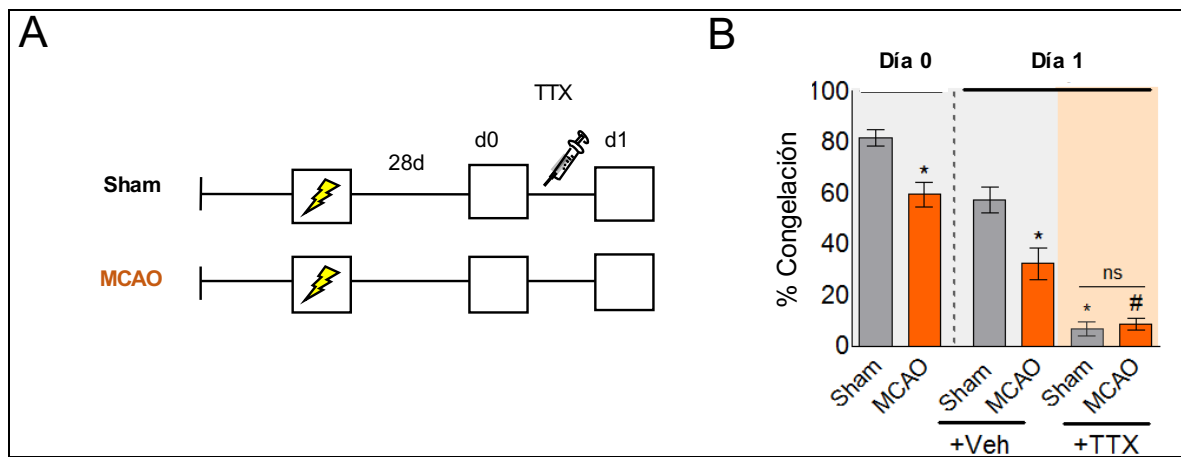 A
TTX
d0
d1
28d
Sham
MCAO
B
Día 0
Día 1
% Congelación
100
80
60
40
20
0
*
*
ns
*
#
Sham
MCAO
Sham
MCAO
Sham
MCAO
+Veh
+TTX